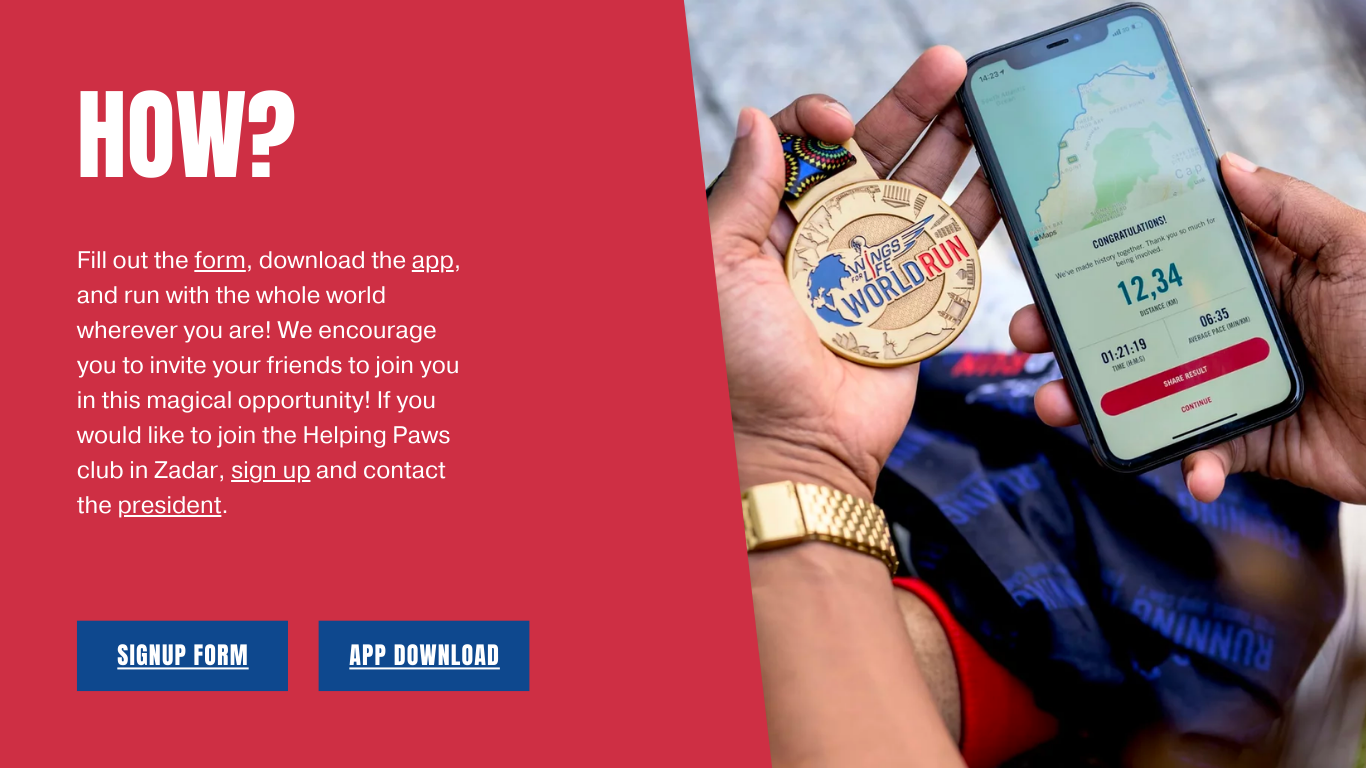 HOW?
Fill out the form, download the app,
and run with the whole world
wherever you are! We encourage
you to invite your friends to join you
in this magical opportunity! If you
would like to join the Helping Paws
club in Zadar, sign up and contact
the president.
SIGNUP FORM
APP DOWNLOAD
WINGS
FOR LIFE
WORLD RUN
14:23
Maps
CONGRATULATIONS!
We've made history together. Thank you so much for
being involved.
12,34
DISTANCE (KM)
01:21:19
TIME (H:M:S)
06:35
AVERAGE PACE (MIN/KM)
SHARE RESULT
CONTINUE
RUNNING
RUNNING